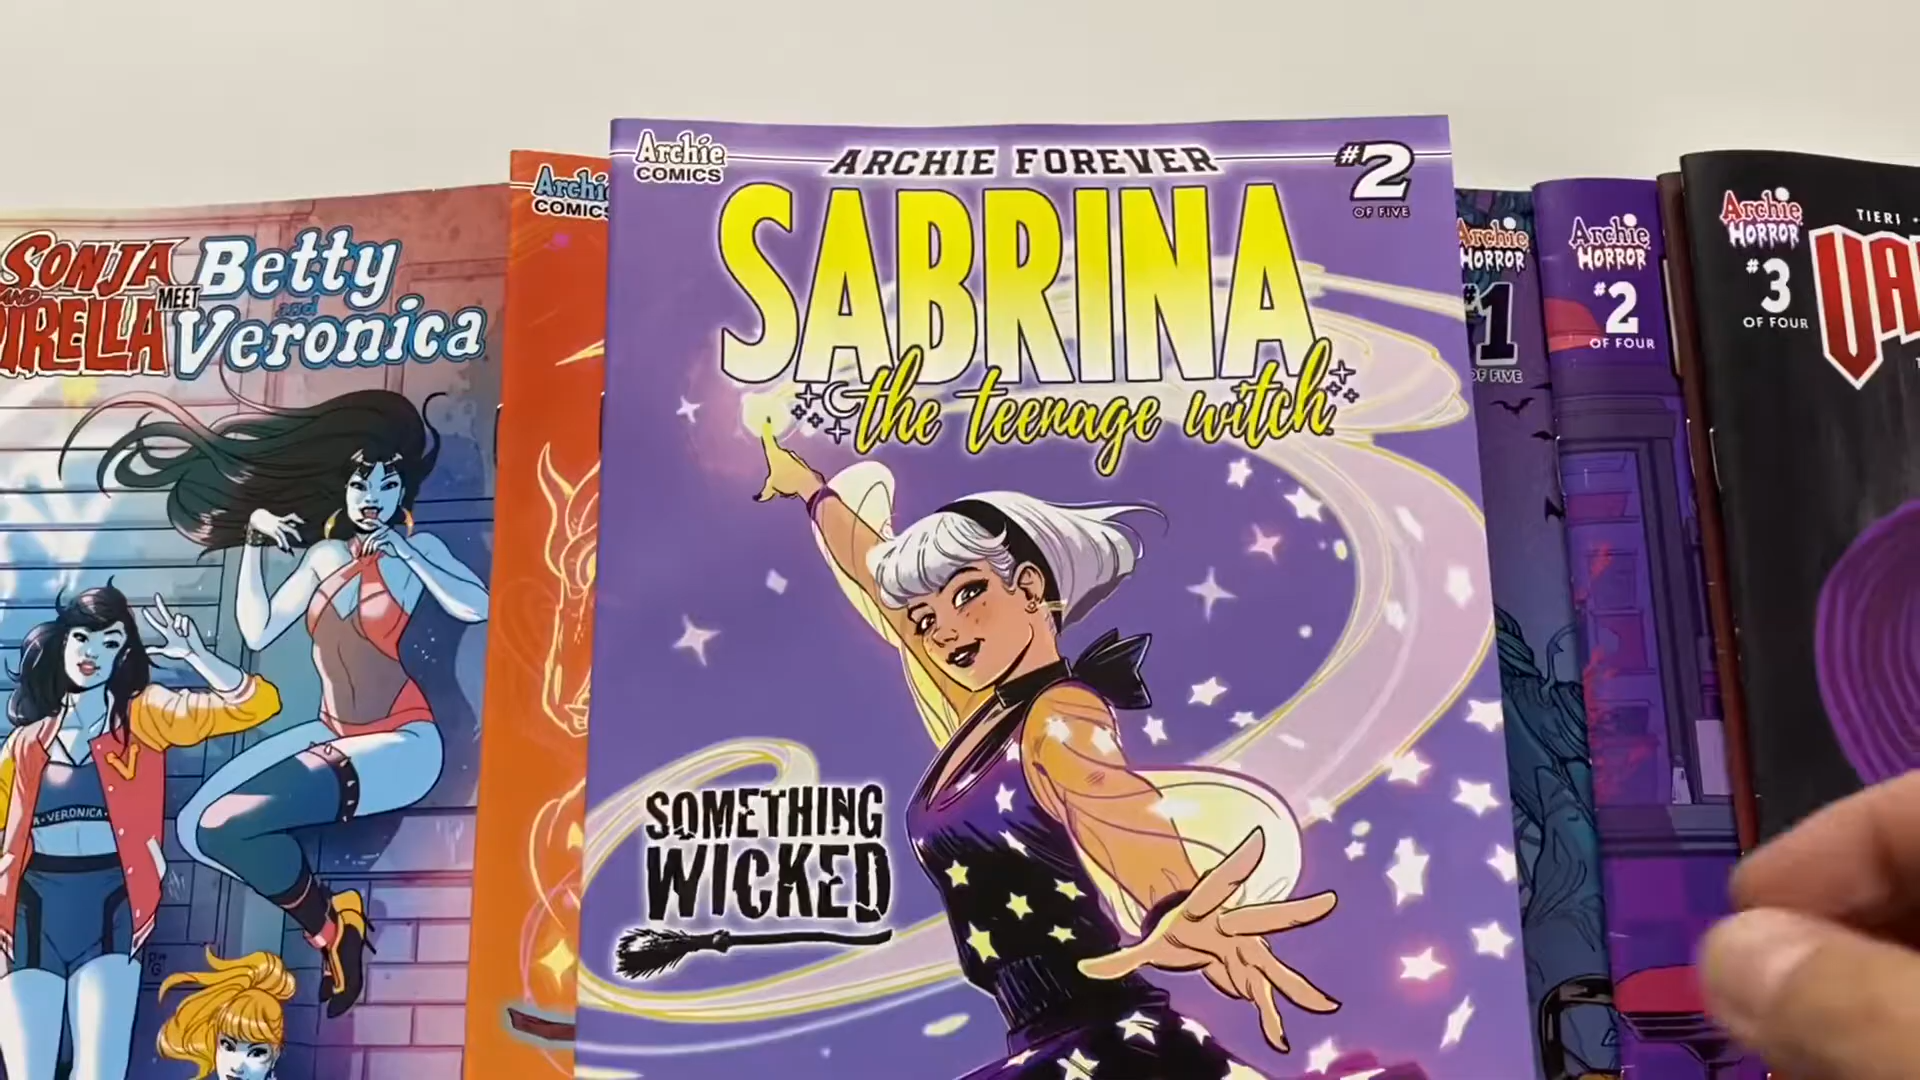 SONJA
AND
MEET
Betty
and
Veronica
VERONICA
Archie
COMICS
Archie
COMICS
ARCHIE FOREVER
#2
OF FIVE
SABRINA
the teenage witch
SOMETHING
WICKED
Archie
HORROR
#1
OF FIVE
Archie
HORROR
#2
OF FOUR
Archie
HORROR
#3
OF FOUR
TIERI